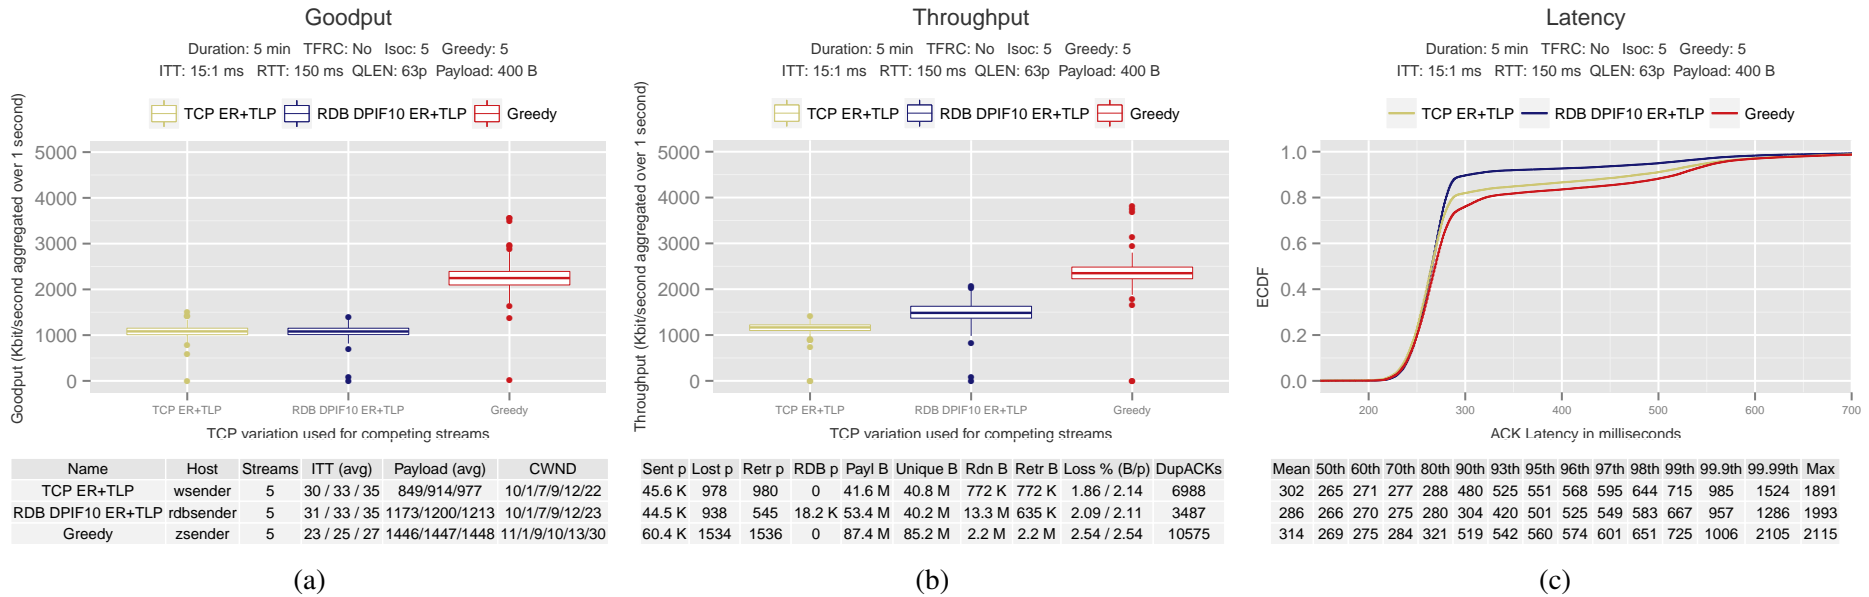 Goodput
Duration: 5 min TFRC: No Isoc: 5 Greedy: 5
ITT: 15:1 ms RTT: 150 ms QLEN: 63p Payload: 400 B
TCP ER+TLP RDB DPIF10 ER+TLP Greedy
Goodput (Kbit/second aggregated over 1 second)
5000
4000
3000
2000
1000
0
TCP ER+TLP RDB DPIF10 ER+TLP Greedy
TCP variation used for competing streams
Name Host Streams ITT (avg) Payload (avg) CWND
TCP ER+TLP wsender 5 30 / 33 / 35 849/914/977 10/1/7/9/12/22
RDB DPIF10 ER+TLP rdbsender 5 31 / 33 / 35 1173/1200/1213 10/1/7/9/12/23
Greedy zsender 5 23 / 25 / 27 1446/1447/1448 11/1/9/10/13/30
(a)
Throughput
Duration: 5 min TFRC: No Isoc: 5 Greedy: 5
ITT: 15:1 ms RTT: 150 ms QLEN: 63p Payload: 400 B
TCP ER+TLP RDB DPIF10 ER+TLP Greedy
Throughput (Kbit/second aggregated over 1 second)
5000
4000
3000
2000
1000
0
TCP ER+TLP RDB DPIF10 ER+TLP Greedy
TCP variation used for competing streams
Sent p Lost p Retr p RDB p Payl B Unique B Rdn B Retr B Loss % (B/p) DupACKs
45.6 K 978 980 0 41.6 M 40.8 M 772 K 772 K 1.86 / 2.14 6988
44.5 K 938 545 18.2 K 53.4 M 40.2 M 13.3 M 635 K 2.09 / 2.11 3487
60.4 K 1534 1536 0 87.4 M 85.2 M 2.2 M 2.2 M 2.54 / 2.54 10575
(b)
Latency
Duration: 5 min TFRC: No Isoc: 5 Greedy: 5
ITT: 15:1 ms RTT: 150 ms QLEN: 63p Payload: 400 B
TCP ER+TLP RDB DPIF10 ER+TLP Greedy
ECDF
1.0
0.8
0.6
0.4
0.2
0.0
200 300 400 500 600 700
ACK Latency in milliseconds
Mean 50th 60th 70th 80th 90th 93th 95th 96th 97th 98th 99th 99.9th 99.99th Max
302 265 271 277 288 480 525 551 568 595 644 715 985 1524 1891
286 266 270 275 280 304 420 501 525 549 583 667 957 1286 1993
314 269 275 284 321 519 542 560 574 601 651 725 1006 2105 2115
(c)